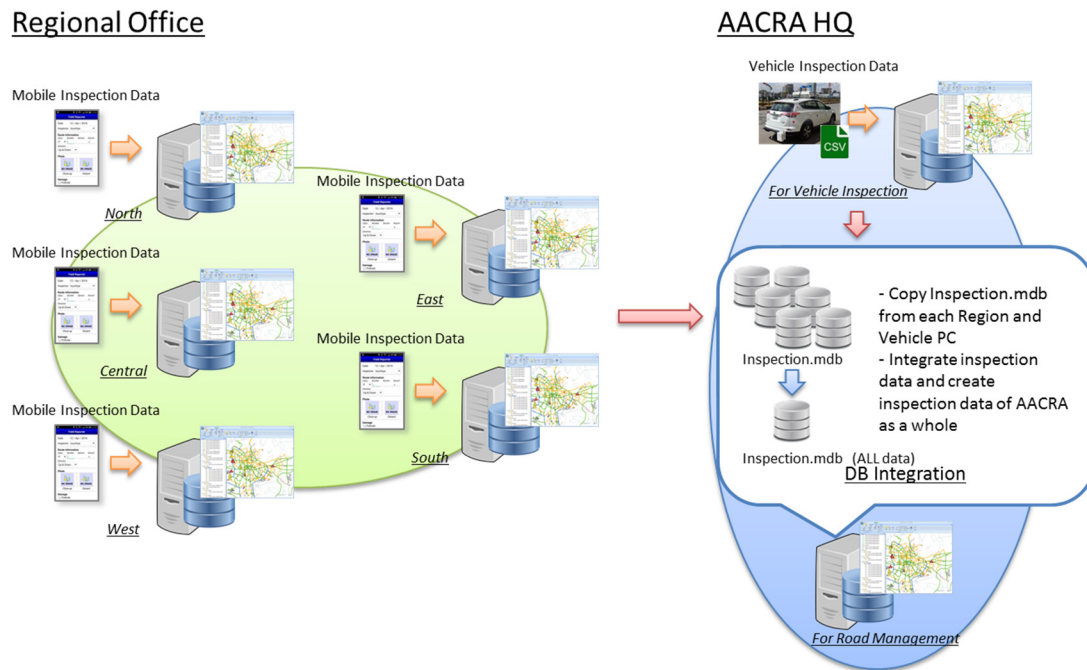 Regional Office
AACRA HQ
Mobile Inspection Data
North
Mobile Inspection Data
East
Mobile Inspection Data
Central
Mobile Inspection Data
South
Mobile Inspection Data
West
Vehicle Inspection Data
CSV
For Vehicle Inspection
Inspection.mdb
- Copy Inspection.mdb
from each Region and
Vehicle PC
- Integrate inspection
data and create
inspection data of AACRA
as a whole
Inspection.mdb (ALL data)
DB Integration
For Road Management